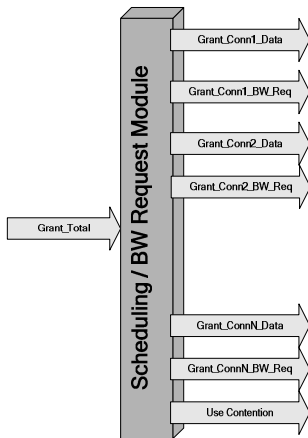 Grant_Conn1_Data
Grant_Conn1_BW_Req
Grant_Conn2_Data
Grant_Conn2_BW_Req
Grant_Total
Scheduling / BW Request Module
Grant_ConnN_Data
Grant_ConnN_BW_Req
Use Contention